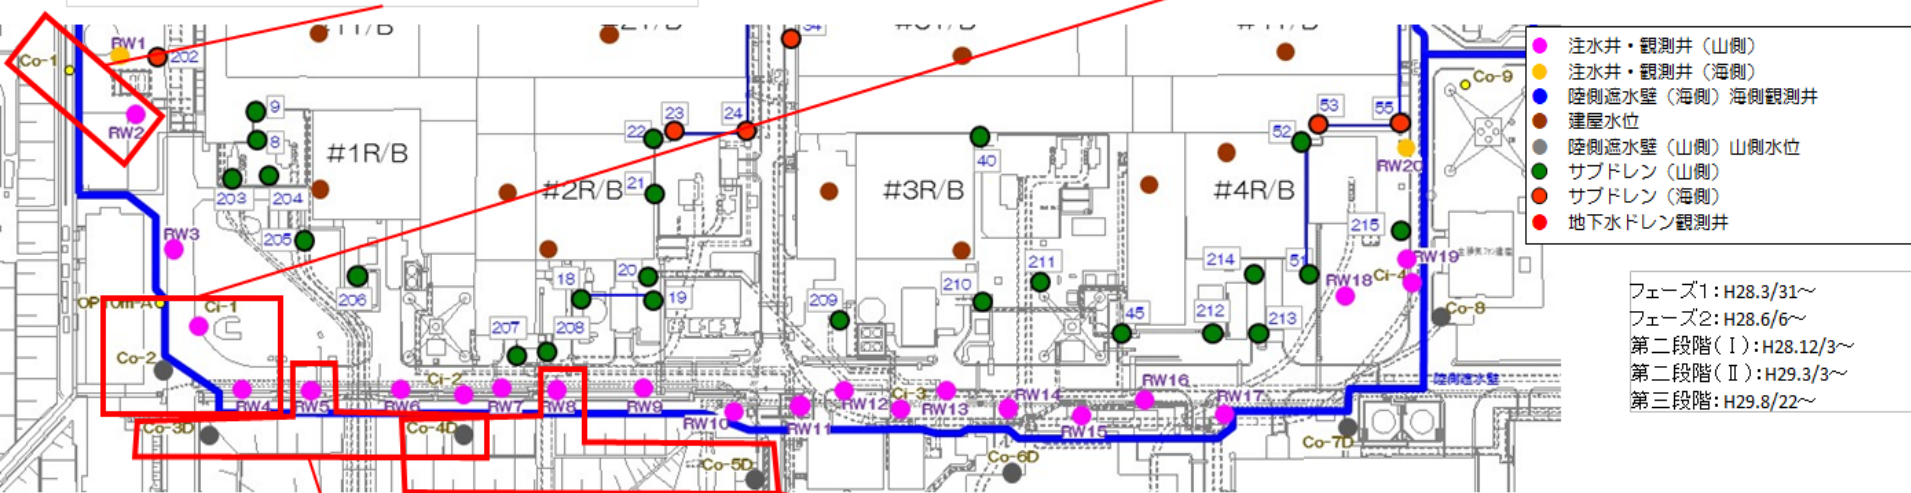 RW1
202
Co-1
RW2
9
8
203
204
205
206
#1R/B
23
24
22
21
#2R/B
20
19
18
207
208
40
#3R/B
209
210
211
45
53
55
52
#4R/B
RW20
215
214
51
212
213
RW18
RW19
Ci-4
Co-9
Co-8
RW3
Ci-1
Co-2
RW4
RW5
RW6
Ci-2
RW7
RW8
RW9
RW10
RW11
RW12
Ci-3
RW13
RW14
RW15
RW16
RW17
陸側遮水壁
Co-3D
Co-4D
Co-5D
Co-6D
Co-7D
注水井・観測井（山側）
注水井・観測井（海側）
陸側遮水壁（海側）海側観測井
建屋水位
陸側遮水壁（山側）山側水位
サブドレン（山側）
サブドレン（海側）
地下水ドレン観測井
フェーズ1：H28.3/31～
フェーズ2：H28.6/6～
第二段階（Ⅰ）：H28.12/3～
第二段階（Ⅱ）：H29.3/3～
第三段階：H29.8/22～